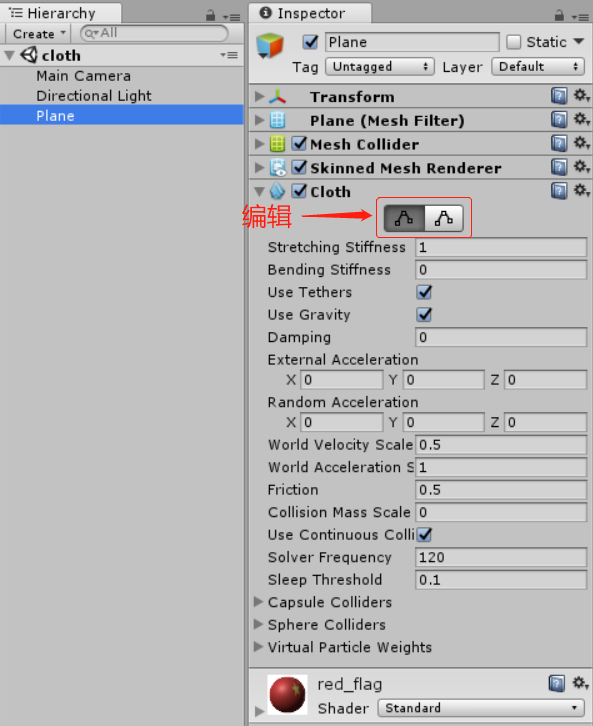 Hierarchy
Create
All
cloth
Main Camera
Directional Light
Plane
Inspector
Plane
Static
Tag Untagged Layer Default
Transform
Plane (Mesh Filter)
Mesh Collider
Skinned Mesh Renderer
Cloth
编辑
Stretching Stiffness 1
Bending Stiffness 0
Use Tethers
Use Gravity
Damping 0
External Acceleration
X 0 Y 0 Z 0
Random Acceleration
X 0 Y 0 Z 0
World Velocity Scale 0.5
World Acceleration S 1
Friction 0.5
Collision Mass Scale 0
Use Continuous Colli
Solver Frequency 120
Sleep Threshold 0.1
Capsule Colliders
Sphere Colliders
Virtual Particle Weights
red_flag
Shader Standard